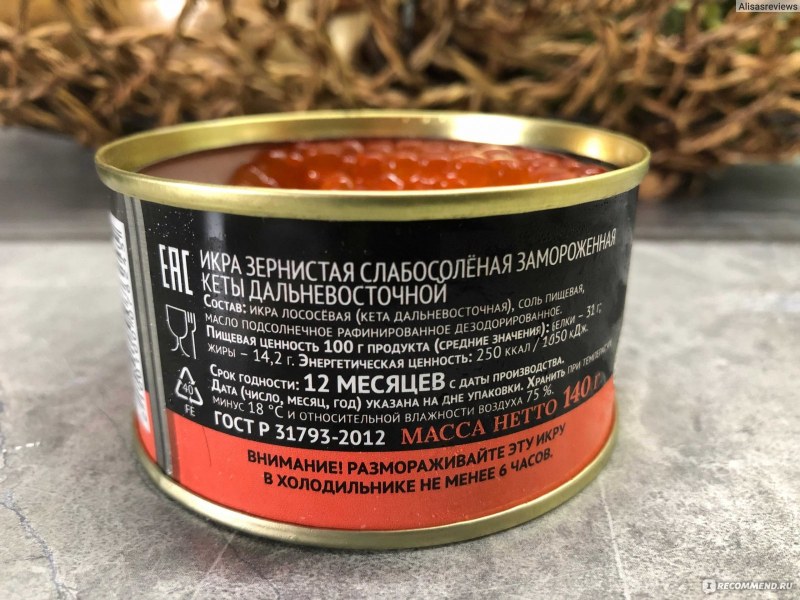 Alisasreviews
EAC
ИКРА ЗЕРНИСТАЯ СЛАБОСОЛЁНАЯ ЗАМОРОЖЕННАЯ
КЕТЫ ДАЛЬНЕВОСТОЧНОЙ
Состав: икра лососёвая (кета дальневосточная), соль пищевая,
масло подсолнечное рафинированное дезодорированное.
Пищевая ценность 100 г продукта (средние значения): белки – 31 г;
жиры – 14,2 г. Энергетическая ценность: 250 ккал / 1050 кДж.
Срок годности: 12 МЕСЯЦЕВ с даты производства.
Дата (число, месяц, год) указана на дне упаковки. Хранить при температуре
минус 18 °С и относительной влажности воздуха 75 %.
ГОСТ Р 31793-2012 МАССА НЕТТО 140 г
40
FE
ВНИМАНИЕ! РАЗМОРАЖИВАЙТЕ ЭТУ ИКРУ
В ХОЛОДИЛЬНИКЕ НЕ МЕНЕЕ 6 ЧАСОВ.
IRECOMMEND.RU